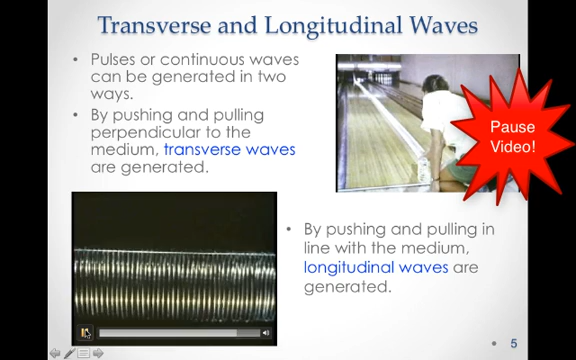 Transverse and Longitudinal Waves
• Pulses or continuous waves
can be generated in two
ways.
• By pushing and pulling
perpendicular to the
medium, transverse waves
are generated.
Pause
Video!
• By pushing and pulling in
line with the medium,
longitudinal waves are
generated.
5